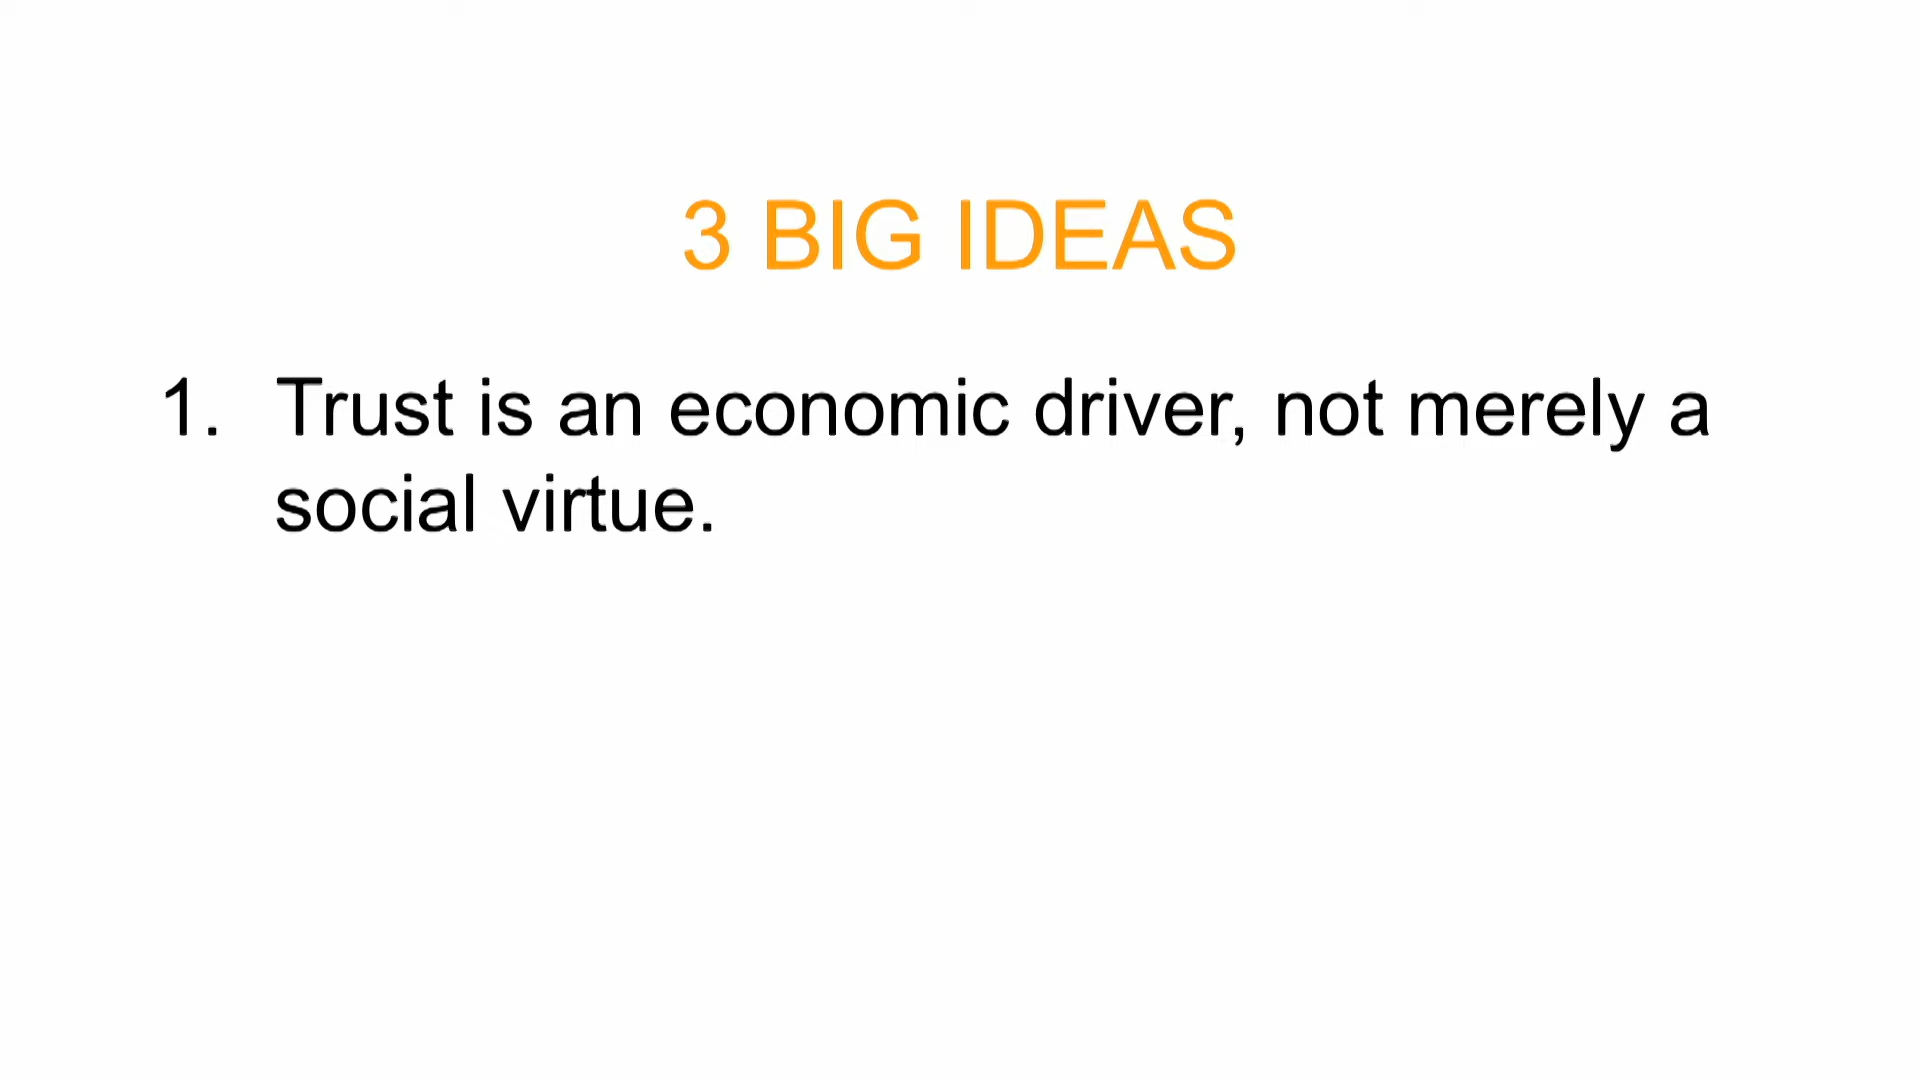 3 BIG IDEAS
1. Trust is an economic driver, not merely a
social virtue.